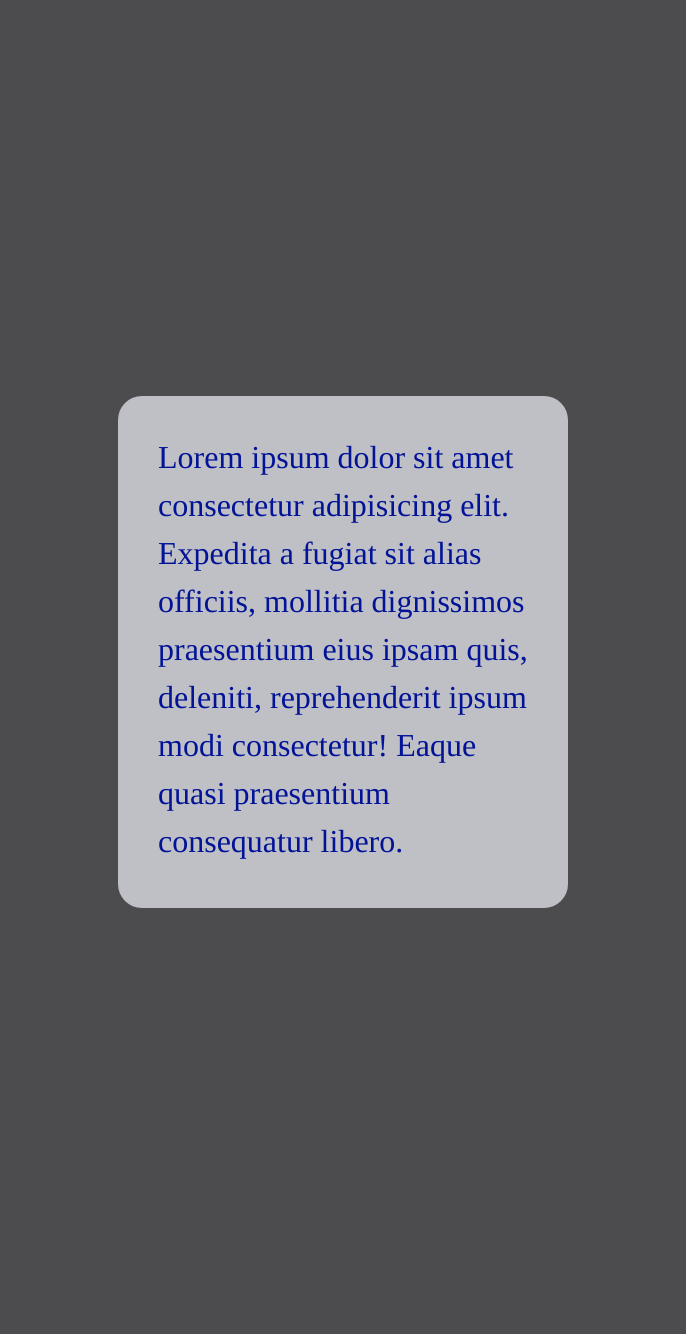 Lorem ipsum dolor sit amet
consectetur adipisicing elit.
Expedita a fugiat sit alias
officiis, mollitia dignissimos
praesentium eius ipsam quis,
deleniti, reprehenderit ipsum
modi consectetur! Eaque
quasi praesentium
consequatur libero.